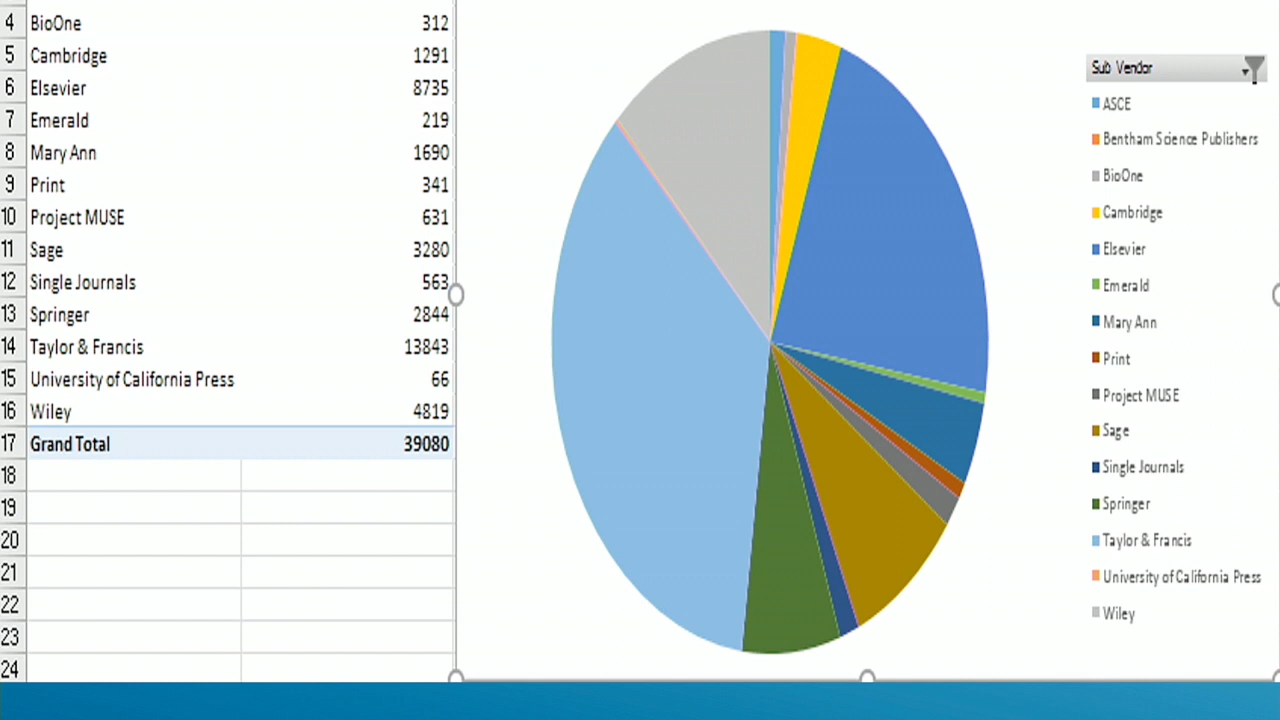 4 BioOne 312
5 Cambridge 1291
6 Elsevier 8735
7 Emerald 219
8 Mary Ann 1690
9 Print 341
10 Project MUSE 631
11 Sage 3280
12 Single Journals 563
13 Springer 2844
14 Taylor & Francis 13843
15 University of California Press 66
16 Wiley 4819
17 Grand Total 39080
18
19
20
21
22
23
24
Sub Vendor
ASCE
Bentham Science Publishers
BioOne
Cambridge
Elsevier
Emerald
Mary Ann
Print
Project MUSE
Sage
Single Journals
Springer
Taylor & Francis
University of California Press
Wiley